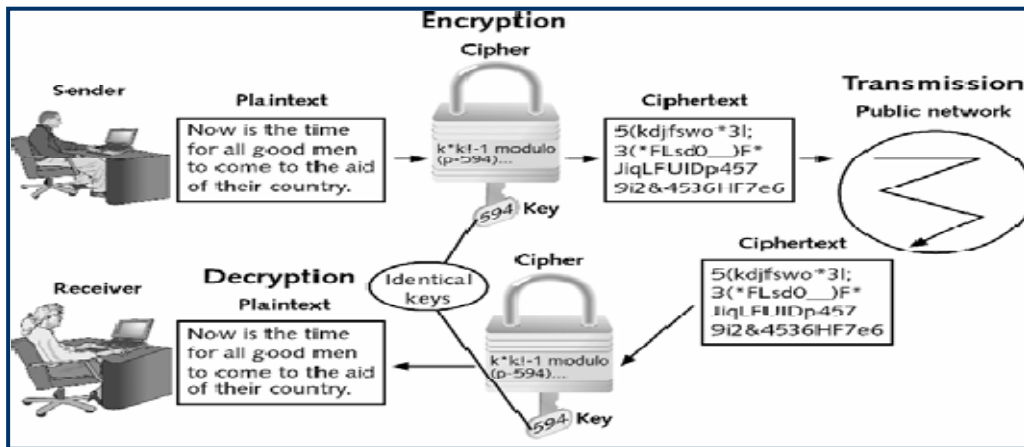 Encryption
Cipher
Sender
Plaintext
Ciphertext
Transmission
Public network
Now is the time
for all good men
to come to the aid
of their country.
k*k!-1 modulo
(p-594)...
5(kdjfswo*3l;
3(*FLsd0__)F*
JiqLFUIDp457
9i2&4536HF7e6
594 Key
Ciphertext
5(kdjfswo*3l;
3(*FLsd0__)F*
JiqLFUIDp457
9i2&4536HF7e6
Identical
keys
Decryption
Cipher
Receiver
Plaintext
Now is the time
for all good men
to come to the aid
of their country.
k*k!-1 modulo
(p-594)...
594 Key